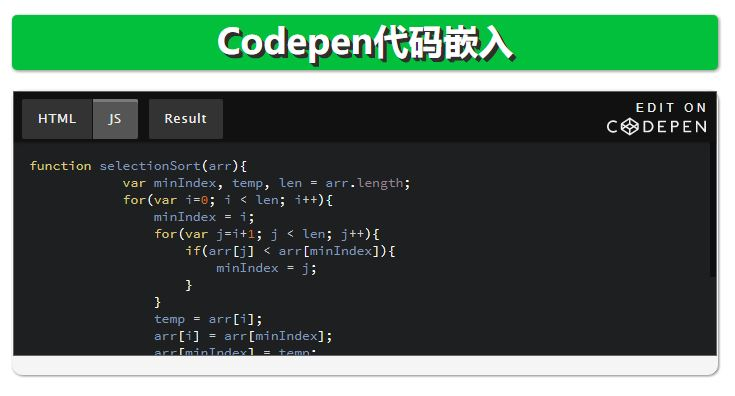 Codepen代码嵌入
HTML JS Result
EDIT ON
CODEPEN
function selectionSort(arr){
var minIndex, temp, len = arr.length;
for(var i=0; i < len; i++){
minIndex = i;
for(var j=i+1; j < len; j++){
if(arr[j] < arr[minIndex]){
minIndex = j;
}
}
temp = arr[i];
arr[i] = arr[minIndex];
arr[minIndex] = temp;